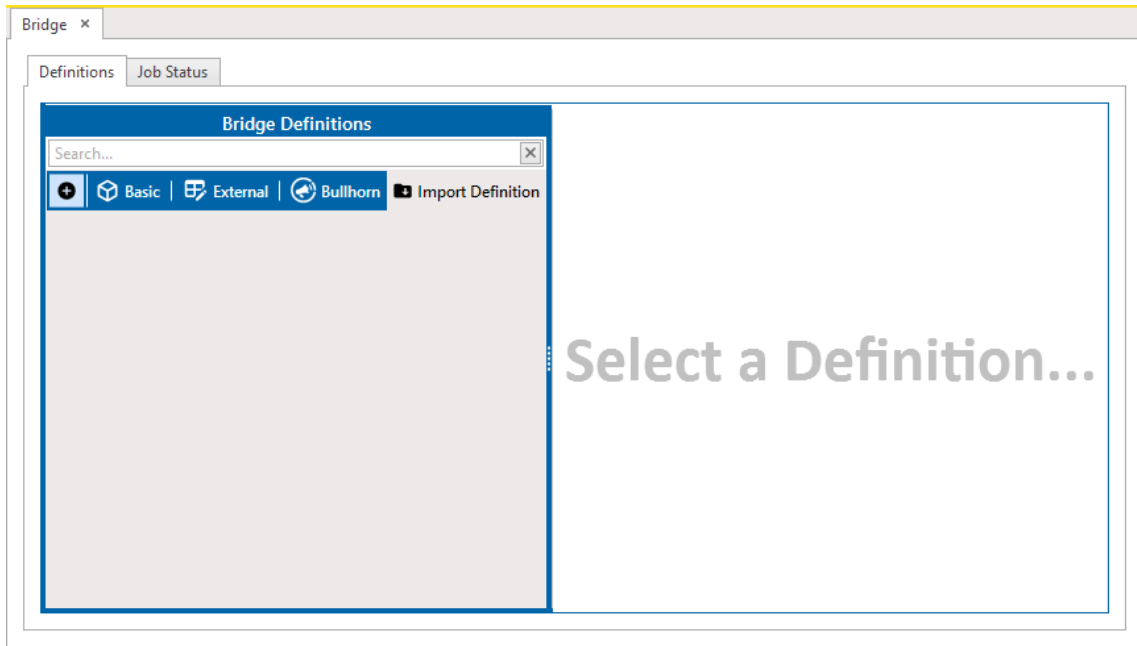 Bridge
Definitions Job Status
Bridge Definitions
Search...
Basic External Bullhorn Import Definition
Select a Definition...